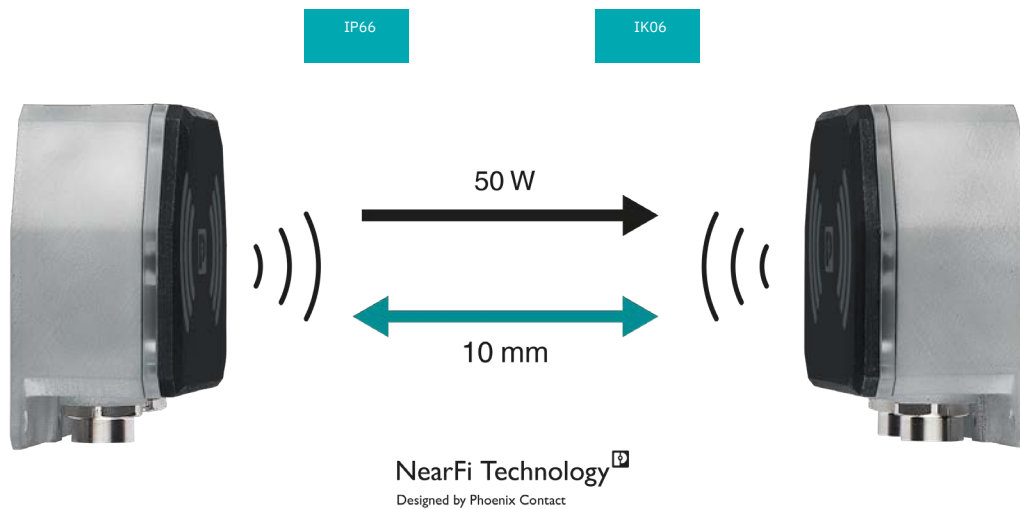 IP66
IK06
50 W
10 mm
NearFi Technology
Designed by Phoenix Contact